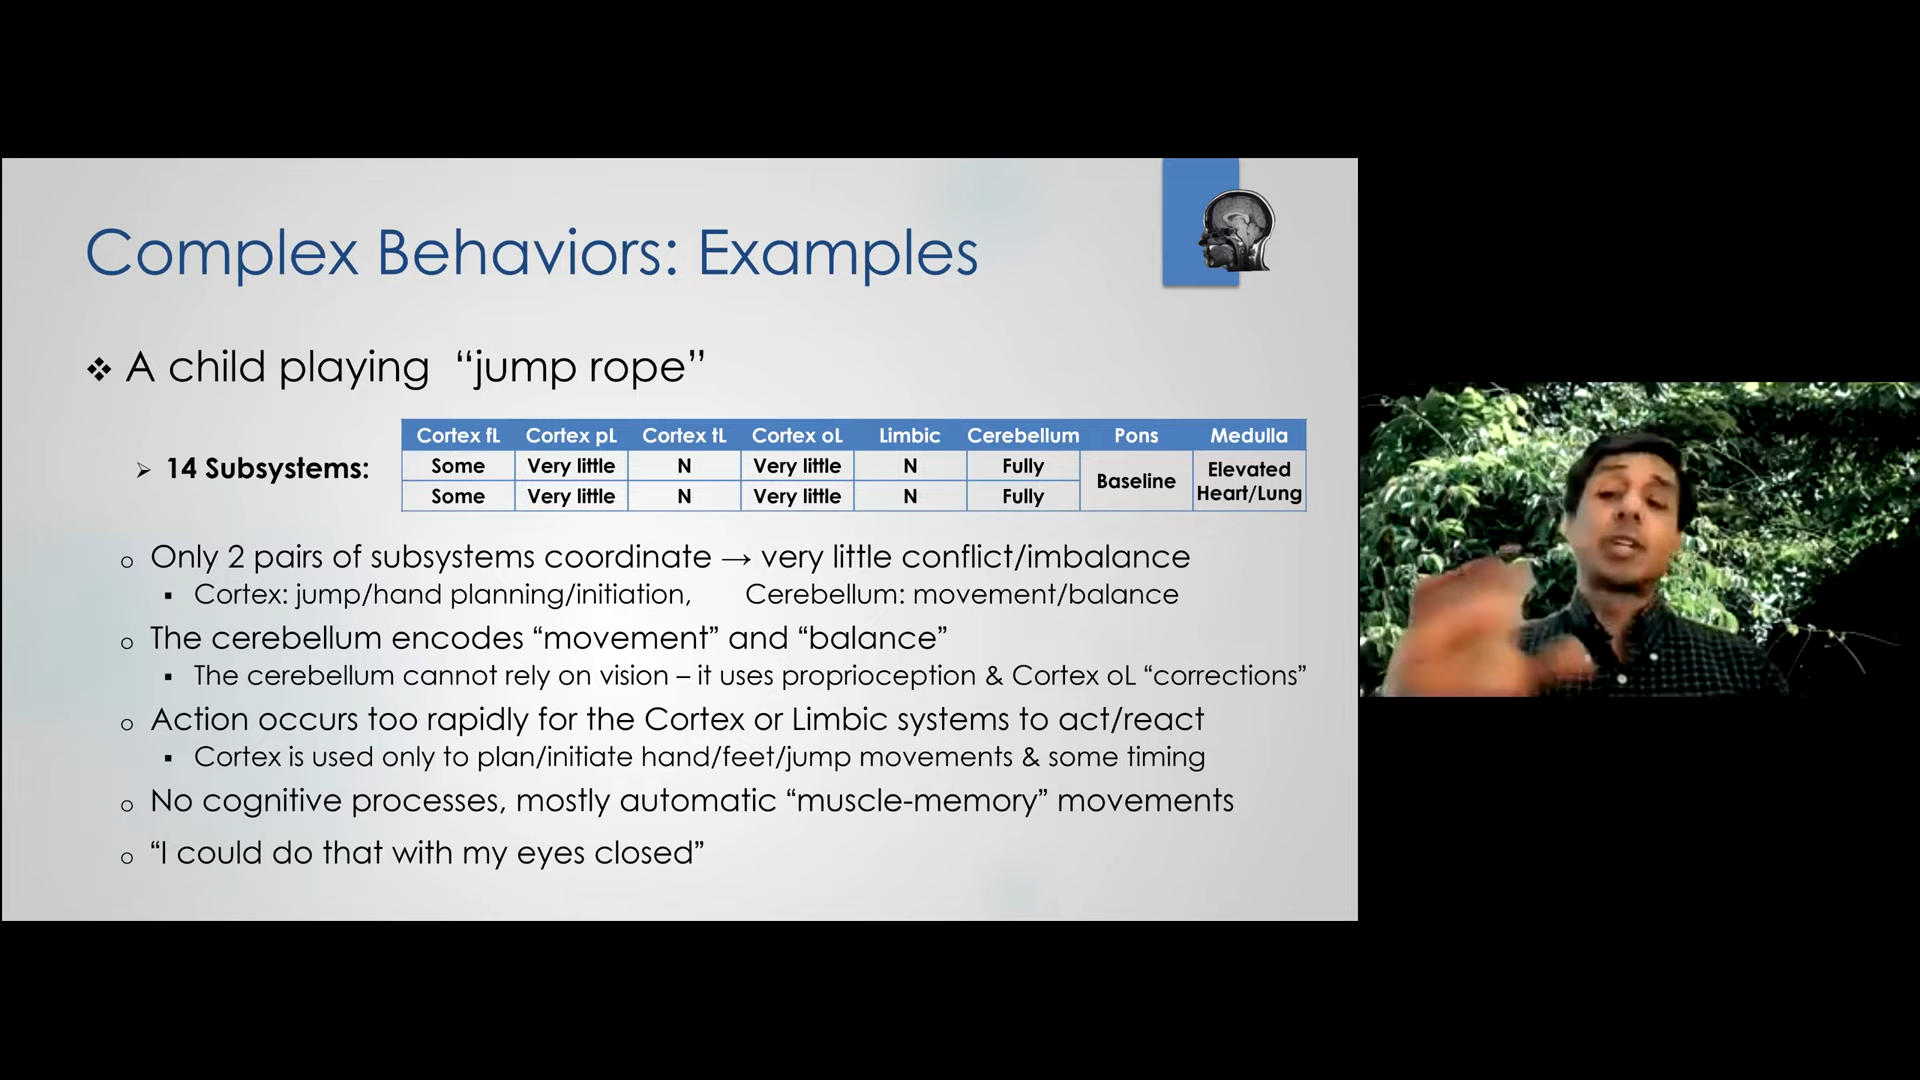 Complex Behaviors: Examples
❖ A child playing “jump rope”
➢ 14 Subsystems:
Cortex fL Cortex pL Cortex tL Cortex oL Limbic Cerebellum Pons Medulla
Some Very little N Very little N Fully Baseline Elevated Heart/Lung
Some Very little N Very little N Fully
o Only 2 pairs of subsystems coordinate → very little conflict/imbalance
▪ Cortex: jump/hand planning/initiation, Cerebellum: movement/balance
o The cerebellum encodes “movement” and “balance”
▪ The cerebellum cannot rely on vision – it uses proprioception & Cortex oL “corrections”
o Action occurs too rapidly for the Cortex or Limbic systems to act/react
▪ Cortex is used only to plan/initiate hand/feet/jump movements & some timing
o No cognitive processes, mostly automatic “muscle-memory” movements
o “I could do that with my eyes closed”